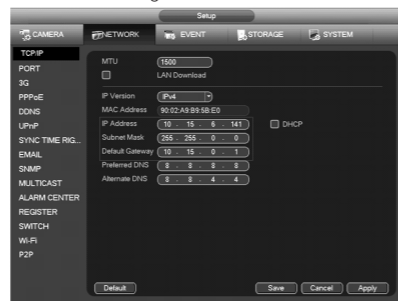 Setup
CAMERA NETWORK EVENT STORAGE SYSTEM
TCP/IP
PORT
3G
PPPoE
DDNS
UPnP
SYNC TIME RIG...
EMAIL
SNMP
MULTICAST
ALARM CENTER
REGISTER
SWITCH
Wi-Fi
P2P
MTU 1500
LAN Download
IP Version IPv4
MAC Address 90:02:A9:B9:5B:E0
IP Address 10 . 15 . 6 . 141 DHCP
Subnet Mask 255 . 255 . 0 . 0
Default Gateway 10 . 15 . 0 . 1
Preferred DNS 8 . 8 . 8 . 8
Alternate DNS 8 . 8 . 4 . 4
Default Save Cancel Apply